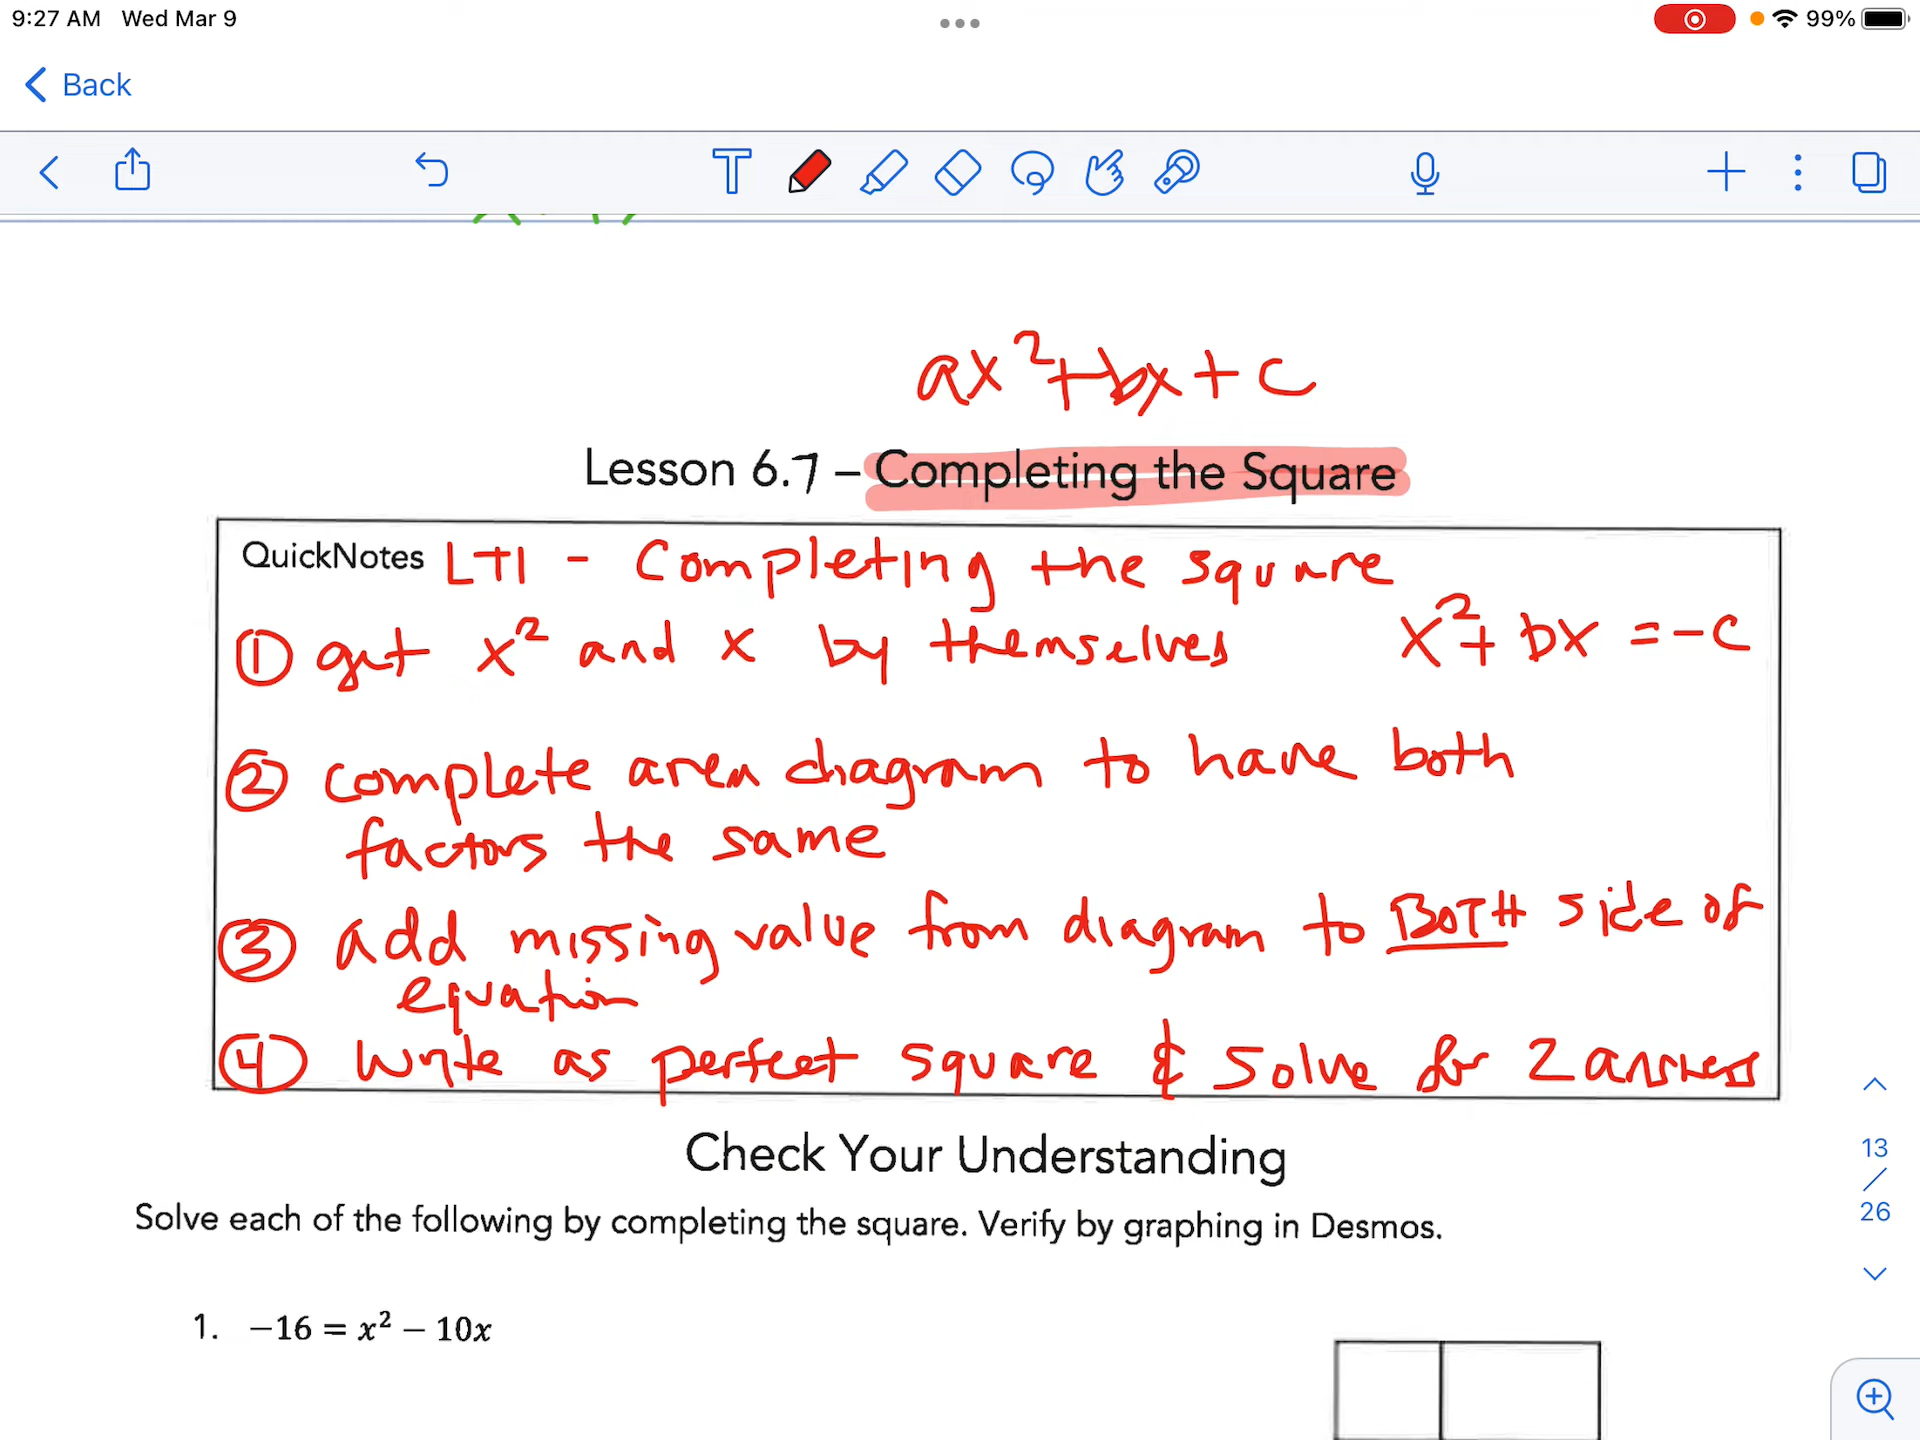 9:27 AM Wed Mar 9
99%
Back
ax²+bx+c
Lesson 6.7 – Completing the Square
QuickNotes LT1 - Completing the square
① get x² and x by themselves x²+ bx = -c
② complete area diagram to have both
factors the same
③ add missing value from diagram to BOTH side of
equation
④ write as perfect square & solve for 2 answers
Check Your Understanding
Solve each of the following by completing the square. Verify by graphing in Desmos.
13
/
26
1. −16 = x² − 10x